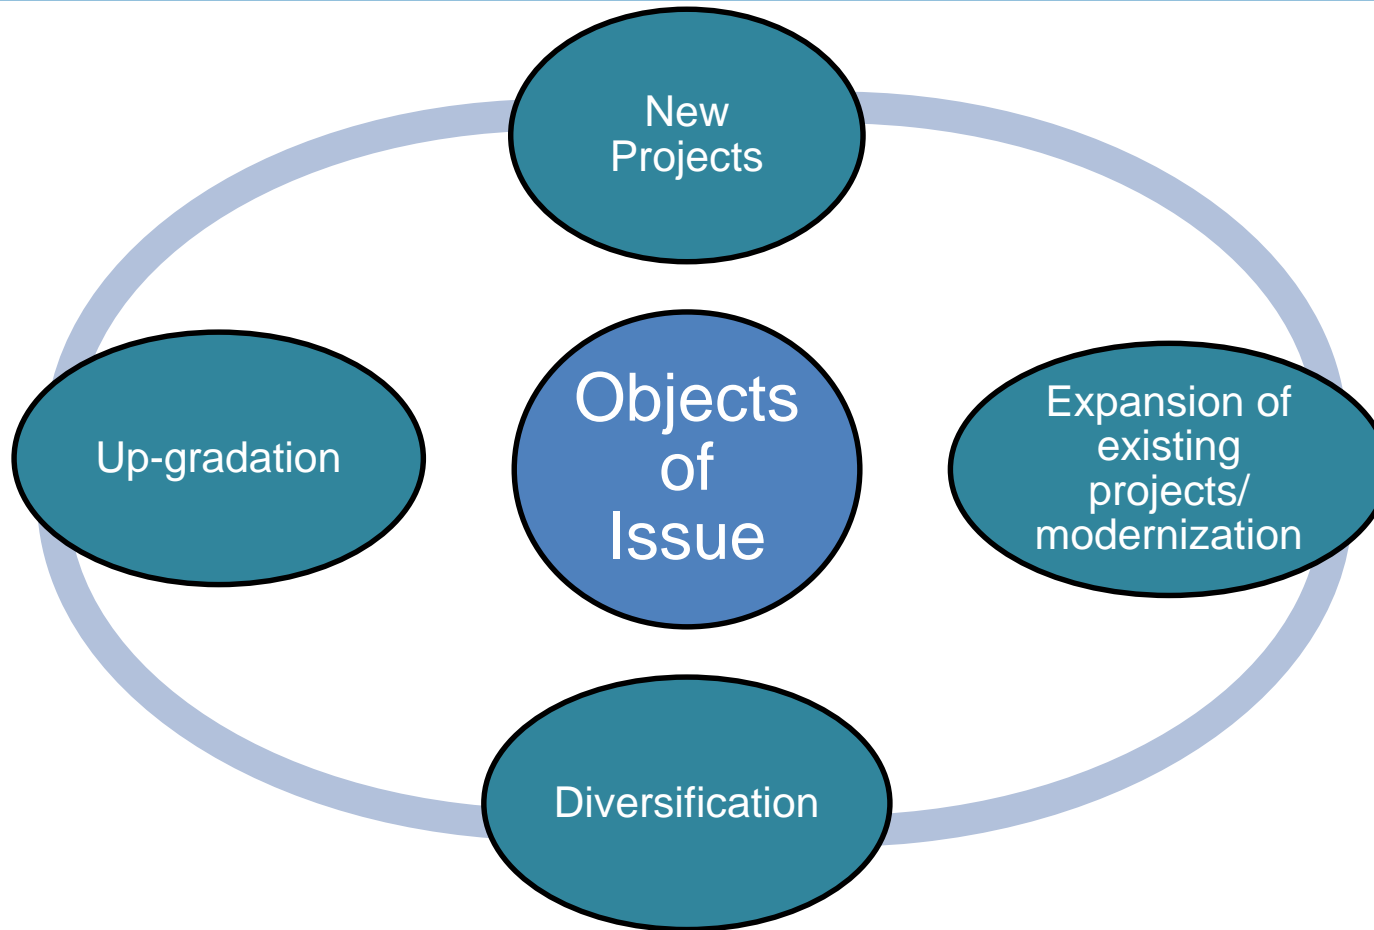 New
Projects
Objects
of
Issue
Expansion of
existing
projects/
modernization
Diversification
Up-gradation